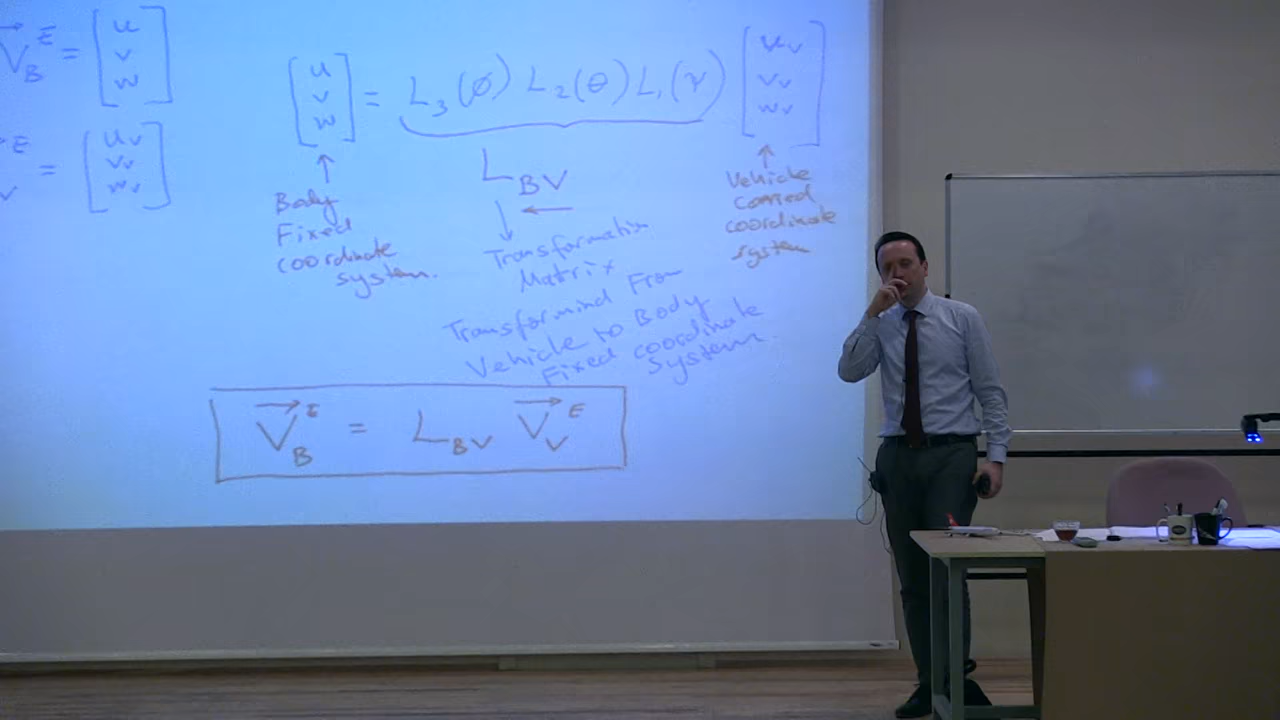 V_B^E = [u
v
w]
E
V = [u_v
v_v
w_v]
[u
v
w] = L_3(φ) L_2(θ) L_1(ψ) [u_v
v_v
w_v]
L_BV
Body
Fixed
coordinate
system.
Transformation
Matrix
Transformind From
Vehicle to Body
Fixed coordinate
System.
Vehicle
carried
coordinate
system
V_B^E = L_BV V_V^E